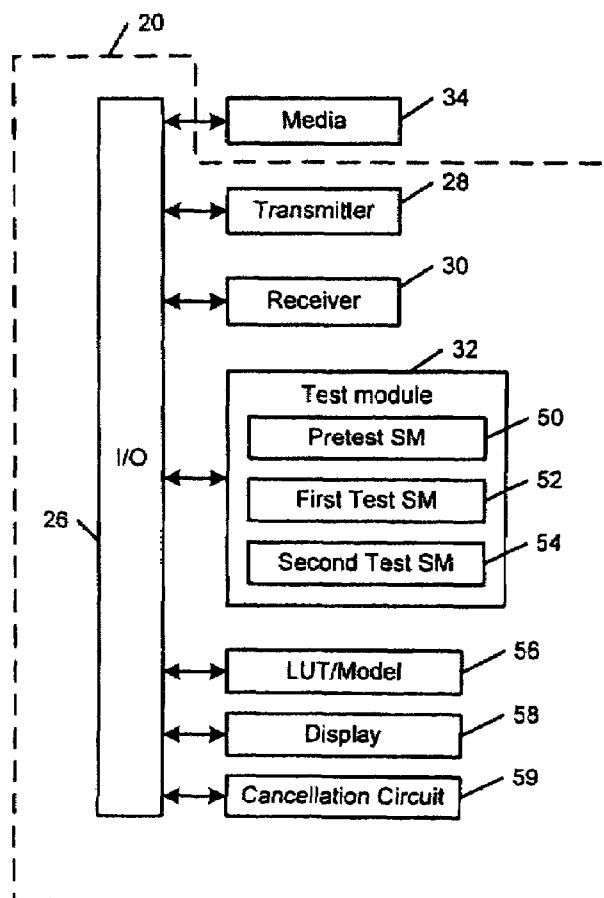 20
Media
34
Transmitter
28
Receiver
30
32
Test module
Pretest SM
50
First Test SM
52
Second Test SM
54
I/O
26
LUT/Model
56
Display
58
Cancellation Circuit
59